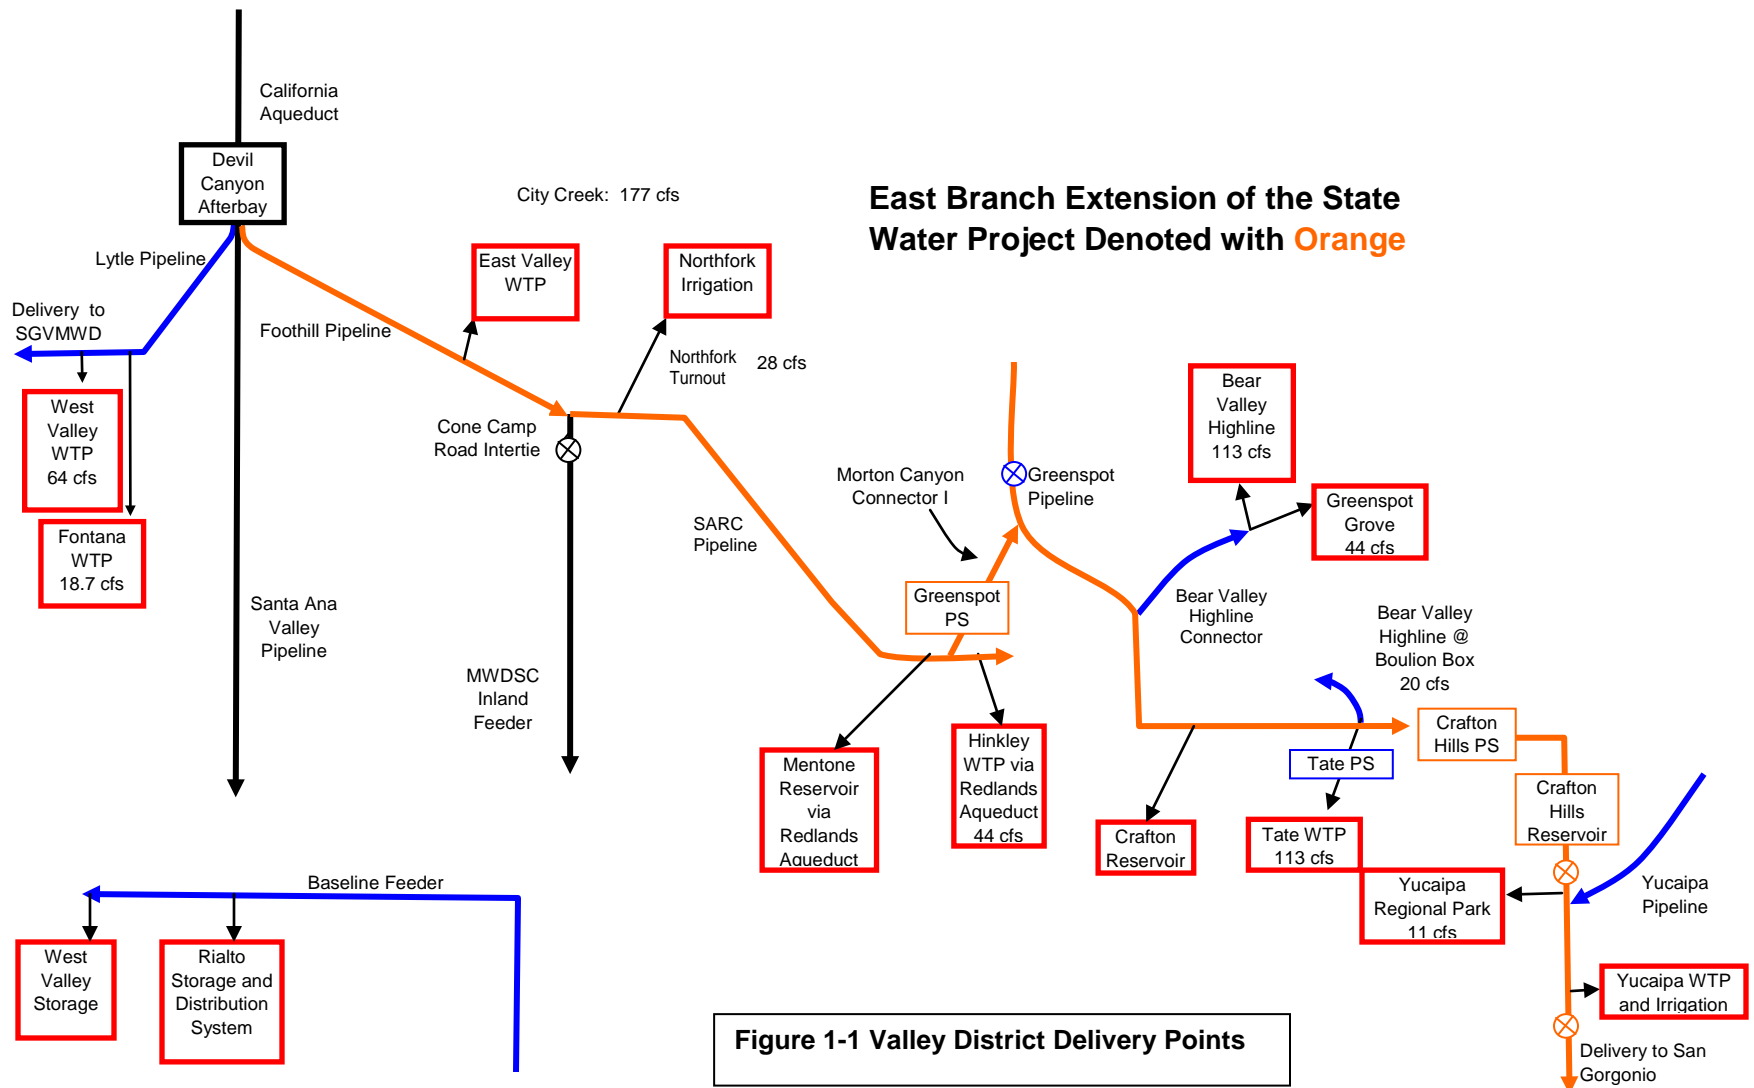 California
Aqueduct
Devil
Canyon
Afterbay
City Creek:  177 cfs
East Branch Extension of the State
Water Project Denoted with Orange
Lytle Pipeline
East Valley
WTP
Northfork
Irrigation
Delivery  to
SGVMWD
Foothill Pipeline
Northfork
Turnout
28 cfs
West
Valley
WTP
64 cfs
Fontana
WTP
18.7 cfs
Cone Camp
Road Intertie
Bear
Valley
Highline
113 cfs
Morton Canyon
Connector I
Greenspot
Pipeline
Greenspot
Grove
44 cfs
SARC
Pipeline
Greenspot
PS
Santa Ana
Valley
Pipeline
Bear Valley
Highline
Connector
Bear Valley
Highline @
Boulion Box
20 cfs
MWDSC
Inland
Feeder
Crafton
Hills PS
Mentone
Reservoir
via
Redlands
Aqueduct
Hinkley
WTP via
Redlands
Aqueduct
44 cfs
Tate PS
Crafton
Hills
Reservoir
Crafton
Reservoir
Tate WTP
113 cfs
Yucaipa
Regional Park
11 cfs
Yucaipa
Pipeline
Baseline Feeder
West
Valley
Storage
Rialto
Storage and
Distribution
System
Yucaipa WTP
and Irrigation
Figure 1-1 Valley District Delivery Points
Delivery to San
Gorgonio